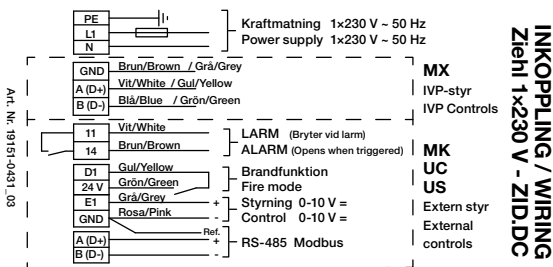 INKOPPLING / WIRING
Ziehl 1×230 V - ZID.DC
PE
L1
N
Kraftmatning 1×230 V ~ 50 Hz
Power supply 1×230 V ~ 50 Hz
GND Brun/Brown / Grå/Grey
A (D+) Vit/White / Gul/Yellow
B (D-) Blå/Blue / Grön/Green
MX
IVP-styr
IVP Controls
11 Vit/White
14 Brun/Brown
LARM (Bryter vid larm)
ALARM (Opens when triggered)
D1 Gul/Yellow
24 V Grön/Green
Brandfunktion
Fire mode
E1 Grå/Grey +
GND Rosa/Pink -
Styrning 0-10 V =
Control 0-10 V =
Ref.
A (D+) +
B (D-) -
RS-485 Modbus
MK
UC
US
Extern styr
External
controls
Art. Nr. 19151-0431_03